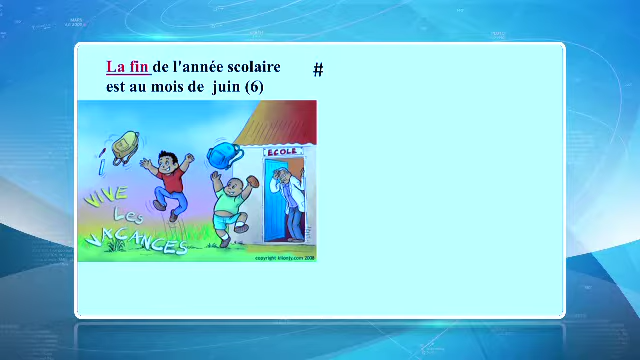 La fin de l'année scolaire
#
est au mois de juin (6)
ECOLE
VIVE
Les
VACANCES